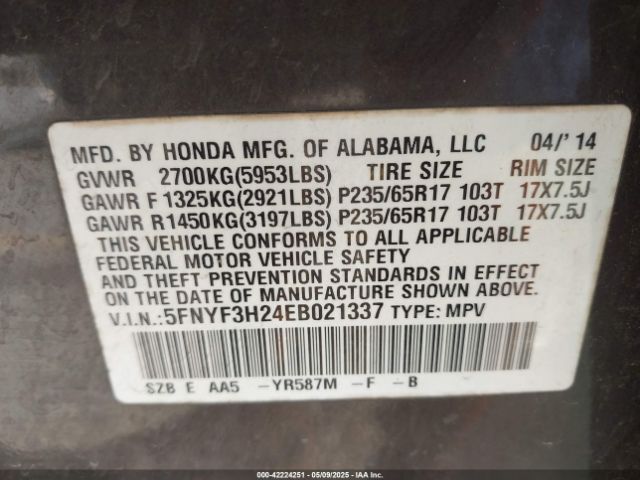 MFD. BY HONDA MFG. OF ALABAMA, LLC 04/'14
GVWR 2700KG(5953LBS) TIRE SIZE RIM SIZE
GAWR F 1325KG(2921LBS) P235/65R17 103T 17X7.5J
GAWR R1450KG(3197LBS) P235/65R17 103T 17X7.5J
THIS VEHICLE CONFORMS TO ALL APPLICABLE
FEDERAL MOTOR VEHICLE SAFETY
AND THEFT PREVENTION STANDARDS IN EFFECT
ON THE DATE OF MANUFACTURE SHOWN ABOVE.
V.I.N.:5FNYF3H24EB021337 TYPE: MPV
SZB E AA5 -YR587M -F -B
000-42224251 - 05/09/2025 - IAA Inc.